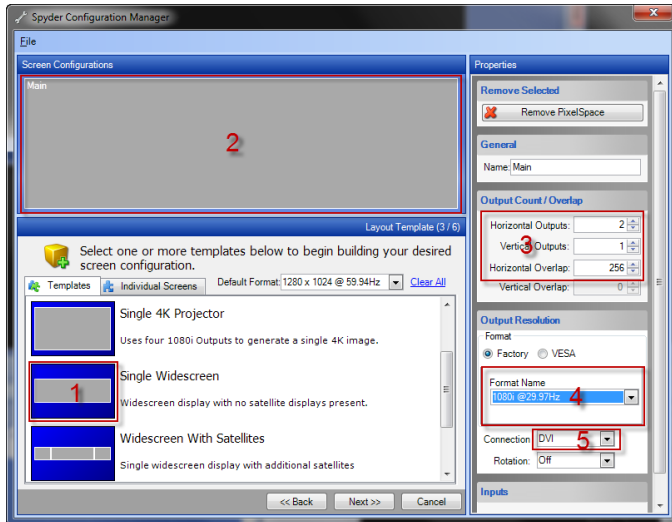 Spyder Configuration Manager
File
Screen Configurations
Main
2
Layout Template (3 / 6)
Select one or more templates below to begin building your desired
screen configuration.
Templates
Individual Screens
Default Format: 1280 x 1024 @ 59.94Hz
Clear All
Single 4K Projector
Uses four 1080i Outputs to generate a single 4K image.
1
Single Widescreen
Widescreen display with no satellite displays present.
Widescreen With Satellites
Single widescreen display with additional satellites
<< Back
Next >>
Cancel
Properties
Remove Selected
Remove PixelSpace
General
Name: Main
Output Count / Overlap
Horizontal Outputs: 2
Vertical Outputs: 1
3
Horizontal Overlap: 256
Vertical Overlap: 0
Output Resolution
Format
Factory
VESA
Format Name
1080i @29.97Hz
4
Connection DVI
5
Rotation: Off
Inputs